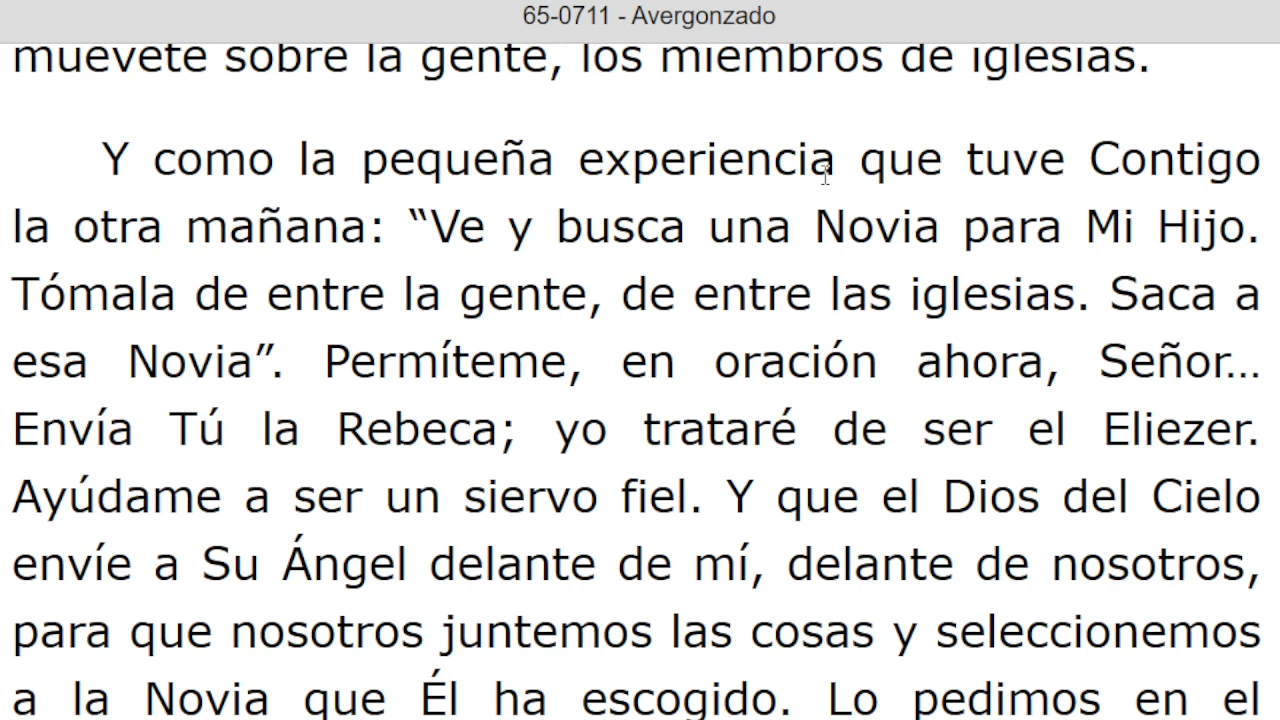 65-0711 - Avergonzado
muévete sobre la gente, los miembros de iglesias.
Y como la pequeña experiencia que tuve Contigo
la otra mañana: “Ve y busca una Novia para Mi Hijo.
Tómala de entre la gente, de entre las iglesias. Saca a
esa Novia”. Permíteme, en oración ahora, Señor…
Envía Tú la Rebeca; yo trataré de ser el Eliezer.
Ayúdame a ser un siervo fiel. Y que el Dios del Cielo
envíe a Su Ángel delante de mí, delante de nosotros,
para que nosotros juntemos las cosas y seleccionemos
a la Novia que Él ha escogido. Lo pedimos en el